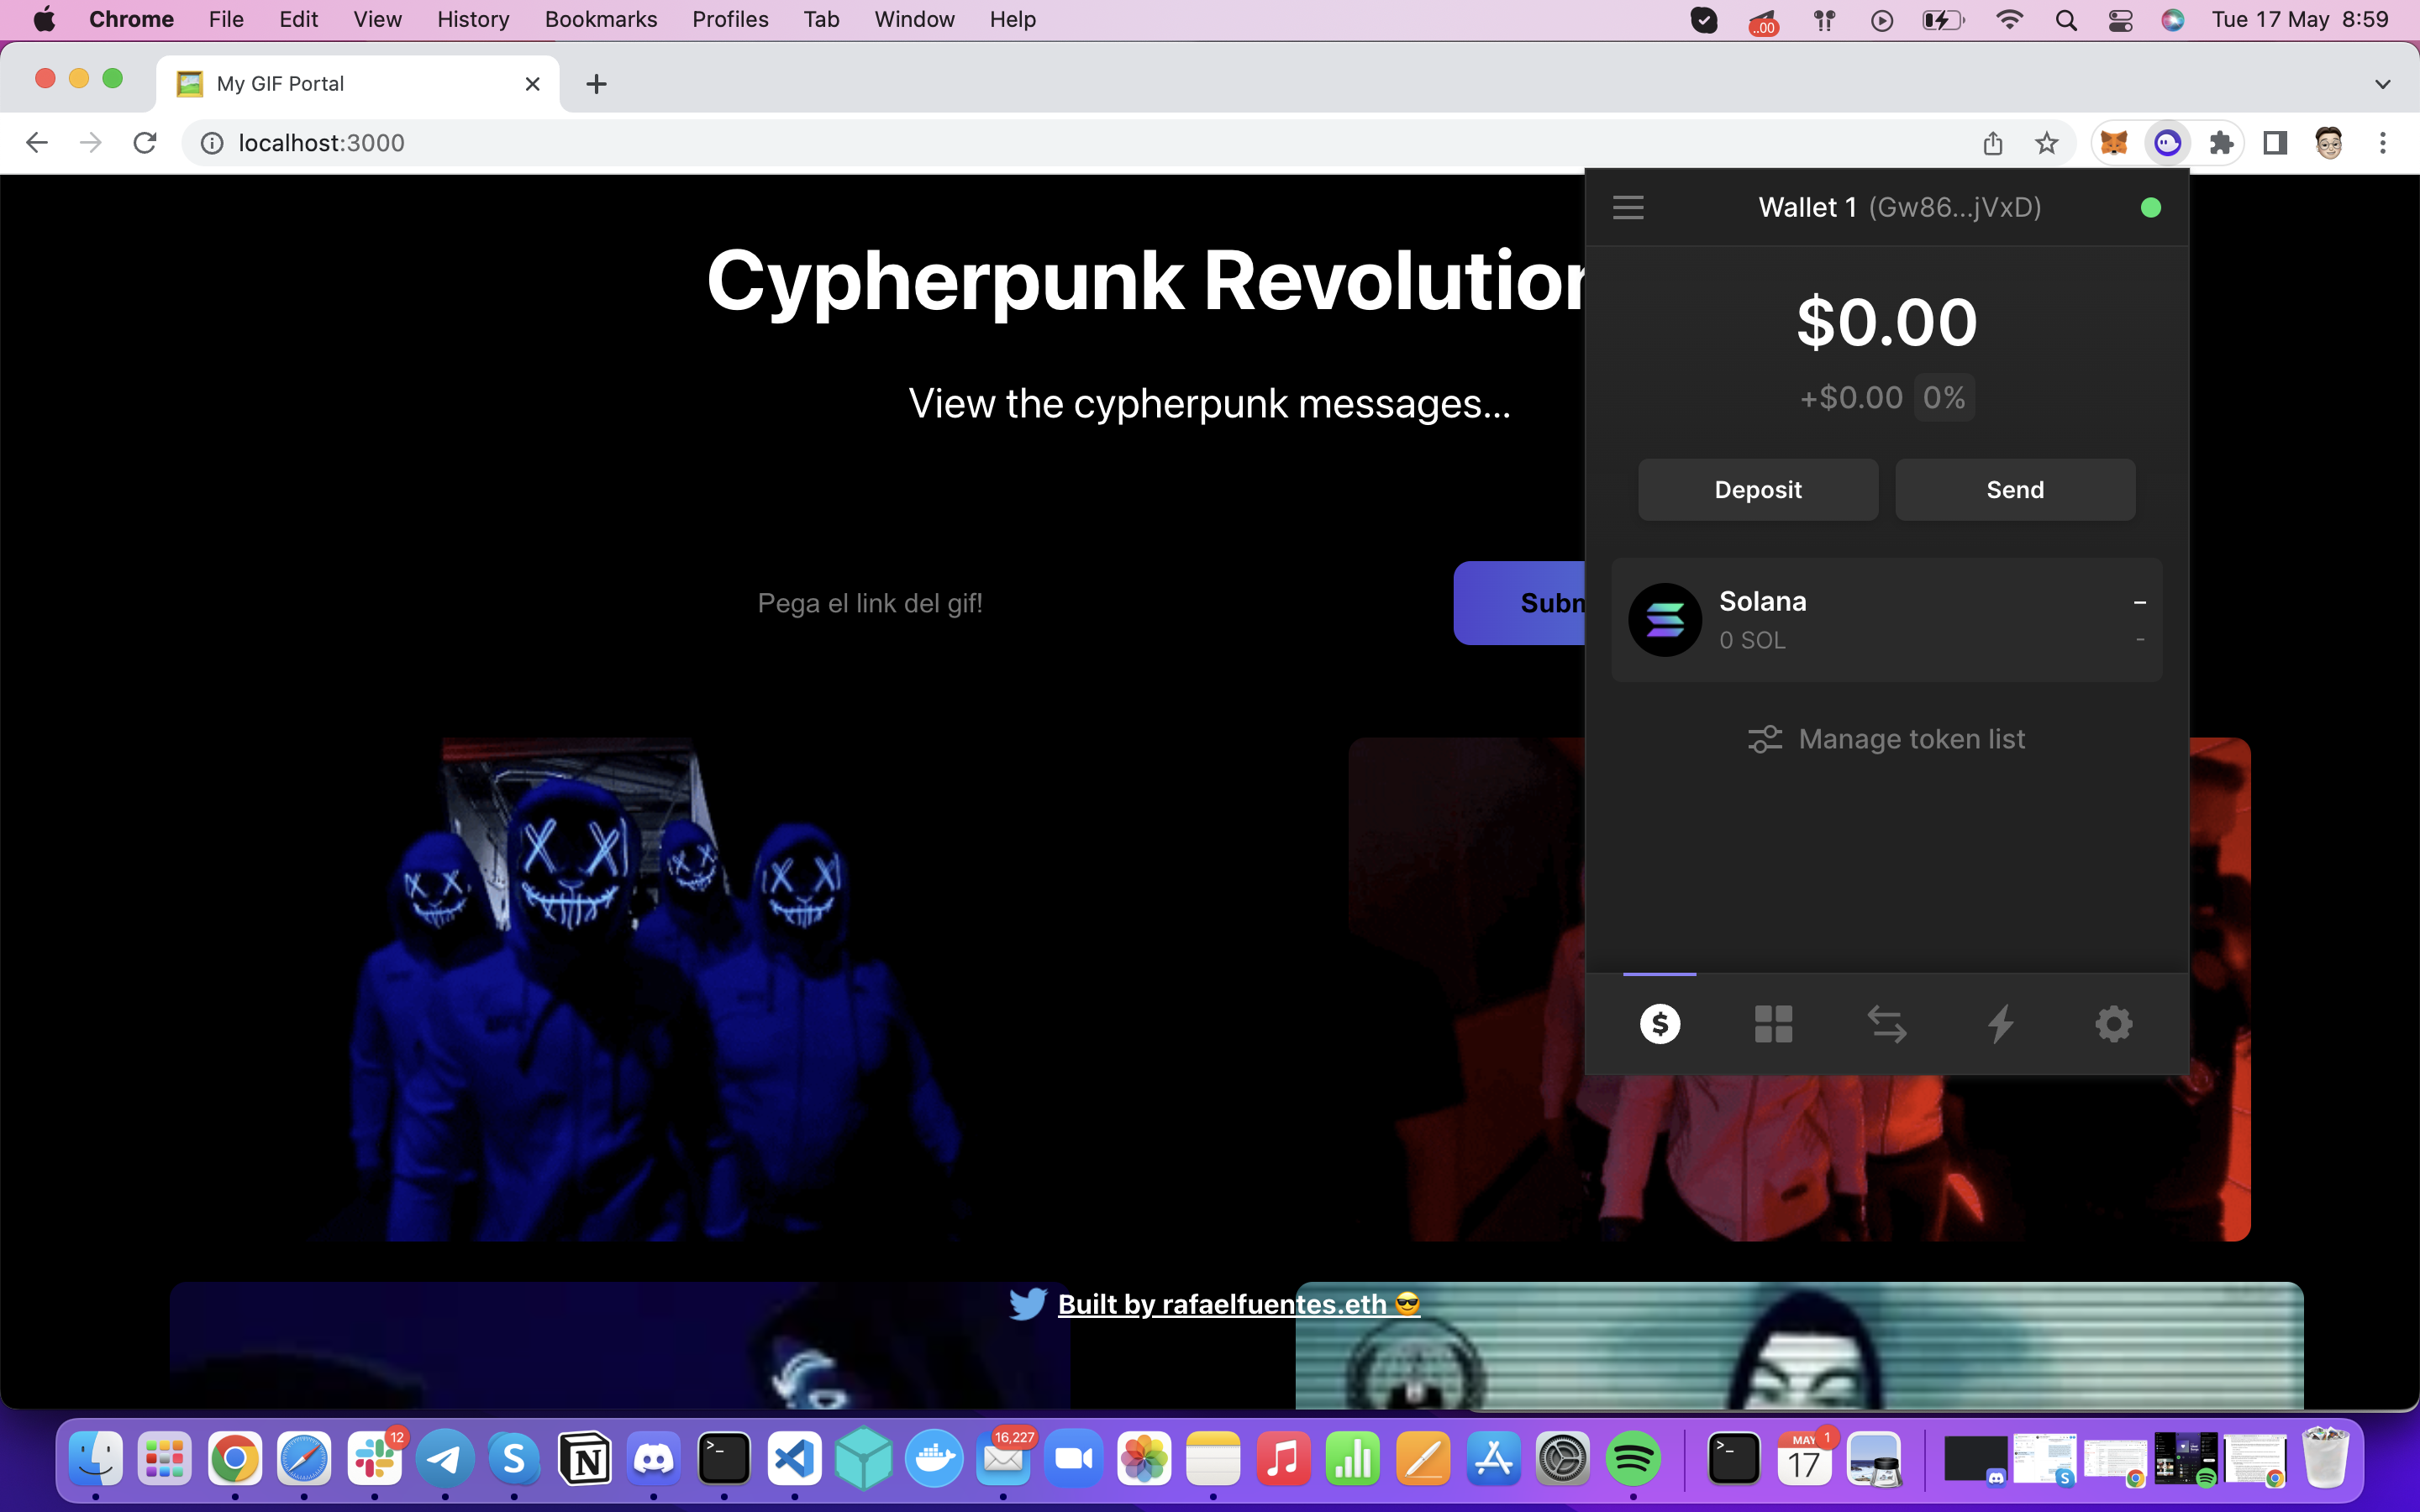 Chrome File Edit View History Bookmarks Profiles Tab Window Help
..00
Tue 17 May 8:59
My GIF Portal
localhost:3000
Wallet 1 (Gw86...jVxD)
Cypherpunk Revolution
$0.00
+$0.00 0%
View the cypherpunk messages...
Deposit Send
Pega el link del gif!
Subm
Solana –
0 SOL -
Manage token list
$
Built by rafaelfuentes.eth 😎
12
16,227
MAY 1
17